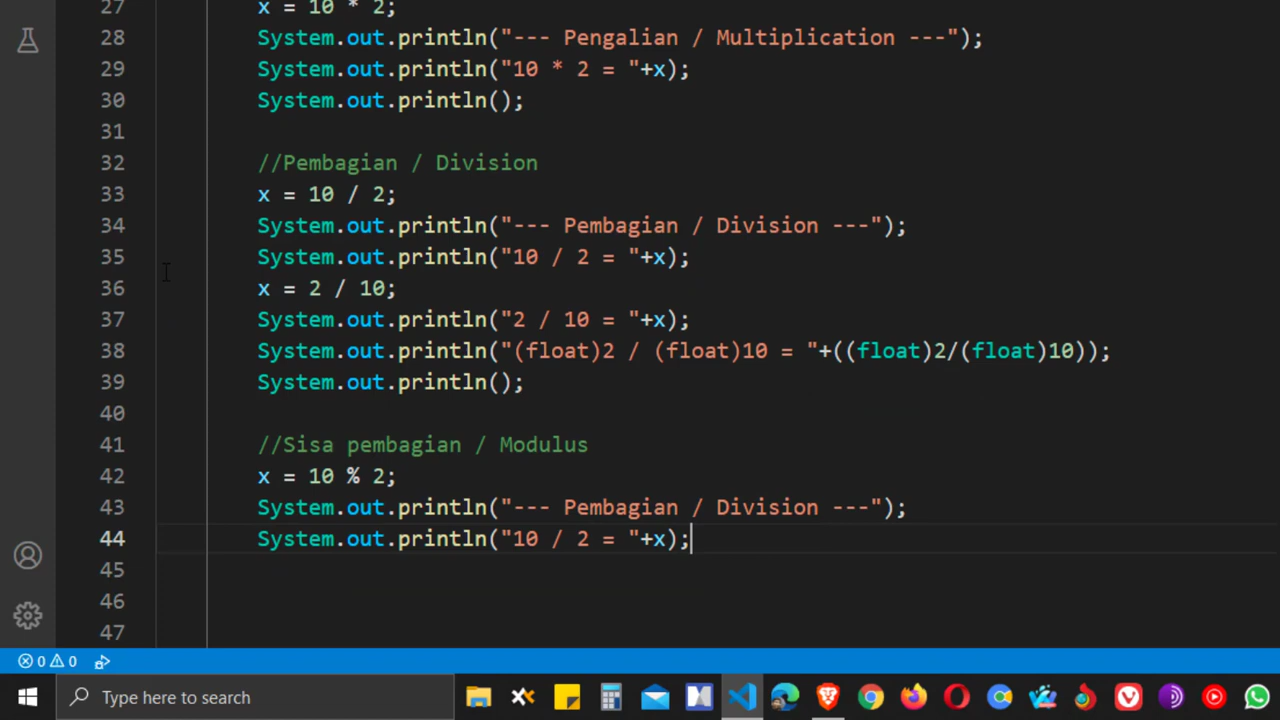 27 x = 10 * 2;
28 System.out.println("--- Pengalian / Multiplication ---");
29 System.out.println("10 * 2 = "+x);
30 System.out.println();
31
32 //Pembagian / Division
33 x = 10 / 2;
34 System.out.println("--- Pembagian / Division ---");
35 System.out.println("10 / 2 = "+x);
36 x = 2 / 10;
37 System.out.println("2 / 10 = "+x);
38 System.out.println("(float)2 / (float)10 = "+((float)2/(float)10));
39 System.out.println();
40
41 //Sisa pembagian / Modulus
42 x = 10 % 2;
43 System.out.println("--- Pembagian / Division ---");
44 System.out.println("10 / 2 = "+x);
45
46
47
0 0
Type here to search